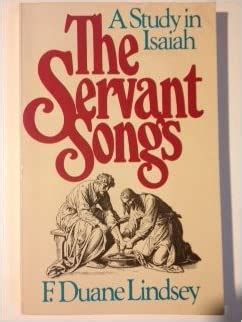 A Study in
Isaiah
The
Servant
Songs
F. Duane Lindsey